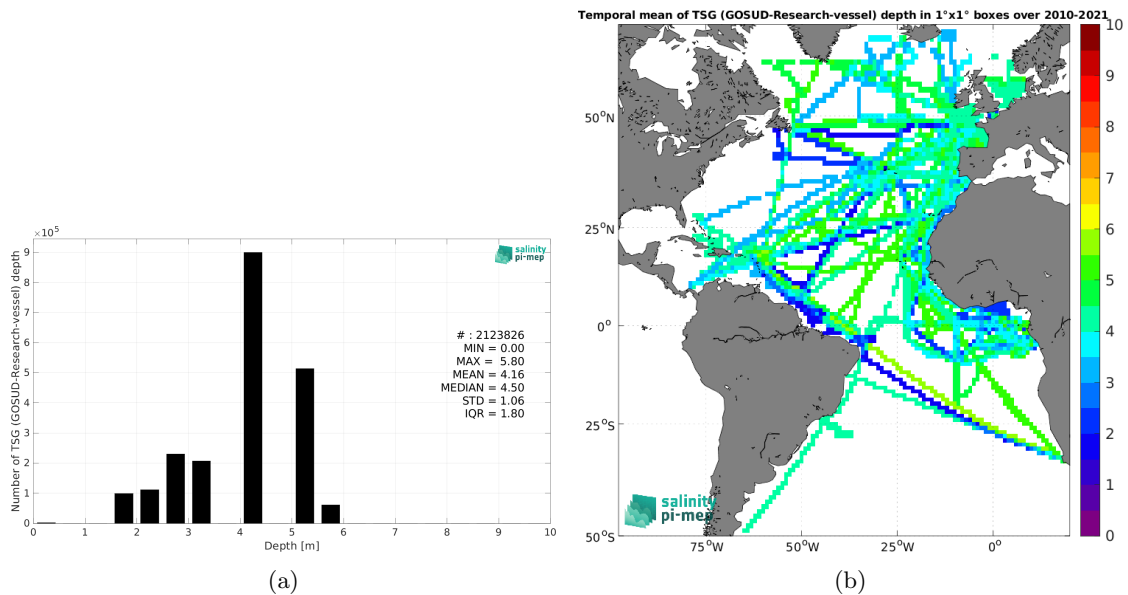 ×10⁵
9
8
7
6
5
4
3
2
1
0
Number of TSG (GOSUD-Research-vessel) depth
salinity
pi-mep
# : 2123826
MIN = 0.00
MAX = 5.80
MEAN = 4.16
MEDIAN = 4.50
STD = 1.06
IQR = 1.80
0 1 2 3 4 5 6 7 8 9 10
Depth [m]
(a)
Temporal mean of TSG (GOSUD-Research-vessel) depth in 1°x1° boxes over 2010-2021
50°N
25°N
0°
25°S
50°S
75°W 50°W 25°W 0°
salinity
pi-mep
10
9
8
7
6
5
4
3
2
1
0
(b)